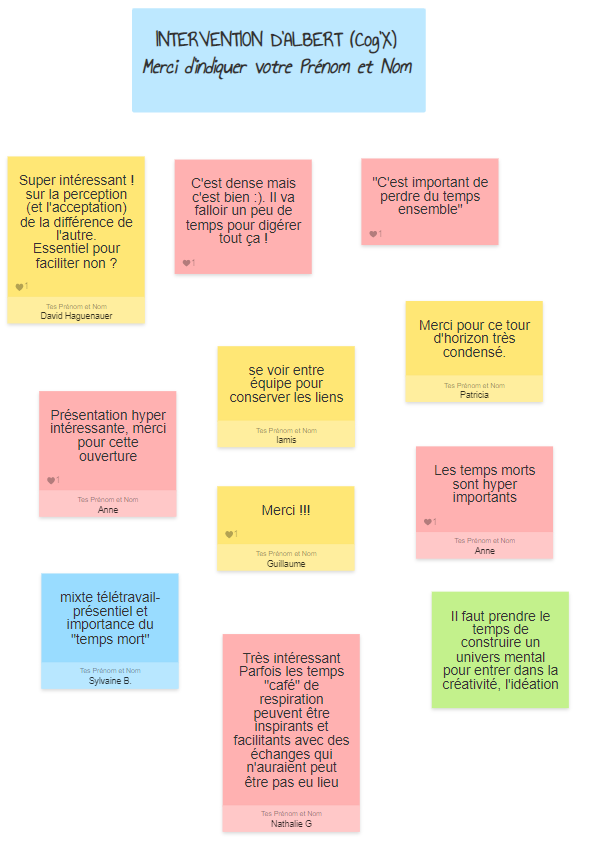 INTERVENTION D'ALBERT (Cog'X)
Merci d'indiquer votre Prénom et Nom
Super intéressant !
sur la perception
(et l'acceptation)
de la différence de
l'autre.
Essentiel pour
faciliter non ?
1
Tes Prénom et Nom
David Haguenauer
C'est dense mais
c'est bien :). Il va
falloir un peu de
temps pour digérer
tout ça !
1
"C'est important de
perdre du temps
ensemble"
1
Merci pour ce tour
d'horizon très
condensé.
Tes Prénom et Nom
Patricia
se voir entre
équipe pour
conserver les liens
Tes Prénom et Nom
lamis
Présentation hyper
intéressante, merci
pour cette
ouverture
1
Tes Prénom et Nom
Anne
Les temps morts
sont hyper
importants
1
Tes Prénom et Nom
Anne
Merci !!!
1
Tes Prénom et Nom
Guillaume
mixte télétravail-
présentiel et
importance du
"temps mort"
Tes Prénom et Nom
Sylvaine B.
Il faut prendre le
temps de
construire un
univers mental
pour entrer dans la
créativité, l'idéation
Très intéressant
Parfois les temps
"café" de
respiration
peuvent être
inspirants et
facilitants avec des
échanges qui
n'auraient peut
être pas eu lieu
Tes Prénom et Nom
Nathalie G